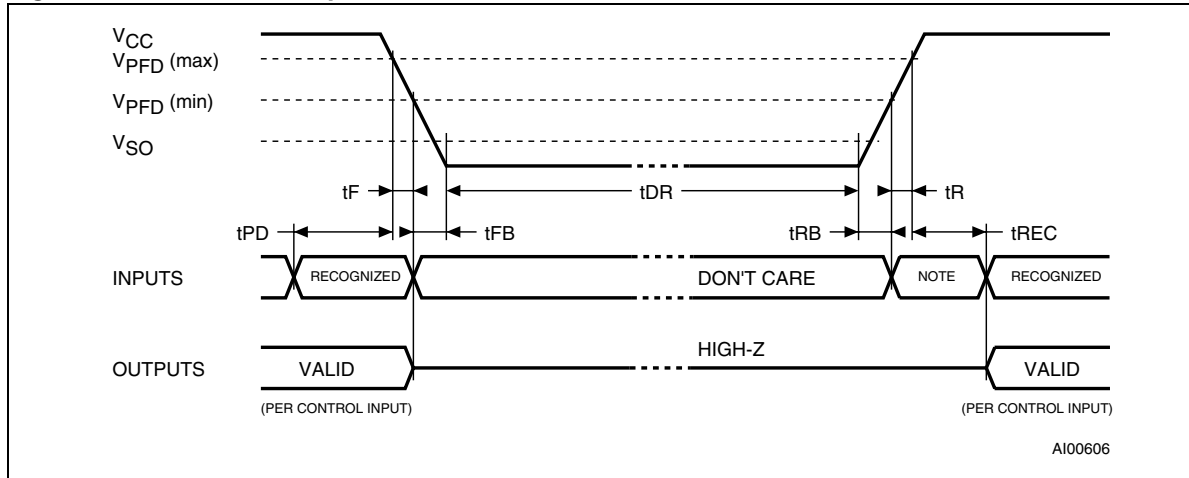 VCC
VPFD (max)
VPFD (min)
VSO
tF
tDR
tR
tPD
tFB
tRB
tREC
INPUTS
RECOGNIZED
DON'T CARE
NOTE
RECOGNIZED
HIGH-Z
OUTPUTS
VALID
VALID
(PER CONTROL INPUT)
(PER CONTROL INPUT)
AI00606